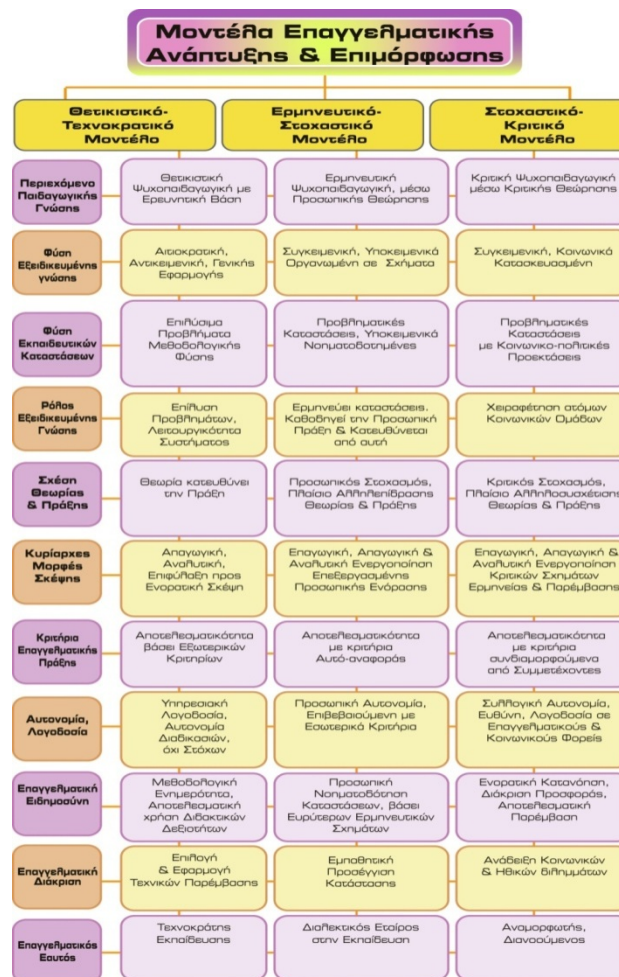 Μοντέλα Επαγγελματικής
Ανάπτυξης & Επιμόρφωσης
Θετικιστικό-
Τεχνοκρατικό
Μοντέλο
Ερμηνευτικό-
Στοχαστικό
Μοντέλο
Στοχαστικό-
Κριτικό
Μοντέλο
Περιεχόμενο
Παιδαγωγικής
Γνώσης
Θετικιστική
Ψυχοπαιδαγωγική με
Ερευνητική Βάση
Ερμηνευτική
Ψυχοπαιδαγωγική, μέσω
Προσωπικής Θεώρησης
Κριτική Ψυχοπαιδαγωγική
μέσω Κριτικής Θεώρησης
Φύση
Εξειδικευμένης
γνώσης
Αιτιοκρατική,
Αντικειμενική, Γενικής
Εφαρμογής
Συγκειμενική, Υποκειμενικά
Οργανωμένη σε Σχήματα
Συγκειμενική, Κοινωνικά
Κατασκευασμένη
Φύση
Εκπαιδευτικών
Καταστάσεων
Επιλύσιμα
Προβλήματα
Μεθοδολογικής
Φύσης
Προβληματικές
Καταστάσεις, Υποκειμενικά
Νοηματοδοτημένες
Προβληματικές
Καταστάσεις
με Κοινωνικο-πολιτικές
Προεκτάσεις
Ρόλος
Εξειδικευμένης
Γνώσης
Επίλυση
Προβλημάτων,
Λειτουργικότητα
Συστήματος
Ερμηνεύει καταστάσεις.
Καθοδηγεί την Προσωπική
Πράξη & Κατευθύνεται
από αυτή
Χειραφέτηση ατόμων
Κοινωνικών Ομάδων
Σχέση
Θεωρίας
& Πράξης
Θεωρία κατευθύνει
την Πράξη
Προσωπικός Στοχασμός,
Πλαίσιο Αλληλεπίδρασης
Θεωρίας & Πράξης
Κριτικός Στοχασμός,
Πλαίσιο Αλληλοσυσχέτισης
Θεωρίας & Πράξης
Κυρίαρχες
Μορφές
Σκέψης
Απαγωγική,
Αναλυτική,
Επιφύλαξη προς
Ενορατική Σκέψη
Επαγωγική, Απαγωγική &
Αναλυτική Ενεργοποίηση
Επεξεργασμένης
Προσωπικής Ενόρασης
Επαγωγική, Απαγωγική &
Αναλυτική Ενεργοποίηση
Κριτικών Σχημάτων
Ερμηνείας & Παρέμβασης
Κριτήρια
Επαγγελματικής
Πράξης
Αποτελεσματικότητα
βάσει Εξωτερικών
Κριτηρίων
Αποτελεσματικότητα
με κριτήρια
Αυτό-αναφοράς
Αποτελεσματικότητα
με κριτήρια
συνδιαμορφούμενα
από Συμμετέχοντες
Αυτονομία,
Λογοδοσία
Υπηρεσιακή
Λογοδοσία,
Αυτονομία
Διαδικασιών,
όχι Στόχων
Προσωπική Αυτονομία,
Επιβεβαιούμενη με
Εσωτερικά Κριτήρια
Συλλογική Αυτονομία,
Ευθύνη, Λογοδοσία σε
Επαγγελματικούς &
Κοινωνικούς Φορείς
Επαγγελματική
Ειδημοσύνη
Μεθοδολογική
Ενημερότητα,
Αποτελεσματική
χρήση Διδακτικών
Δεξιοτήτων
Προσωπική
Νοηματοδότηση
Καταστάσεων, βάσει
Ευρύτερων Ερμηνευτικών
Σχημάτων
Ενορατική Κατανόηση,
Διάκριση Προσφοράς,
Αποτελεσματική
Παρέμβαση
Επαγγελματική
Διάκριση
Επιλογή
& Εφαρμογή
Τεχνικών Παρέμβασης
Εμπαθητική
Προσέγγιση
Κατάστασης
Ανάδειξη Κοινωνικών
& Ηθικών διλημμάτων
Επαγγελματικός
Εαυτός
Τεχνοκράτης
Εκπαίδευσης
Διαλεκτικός Εταίρος
στην Εκπαίδευση
Αναμορφωτής,
Διανοούμενος